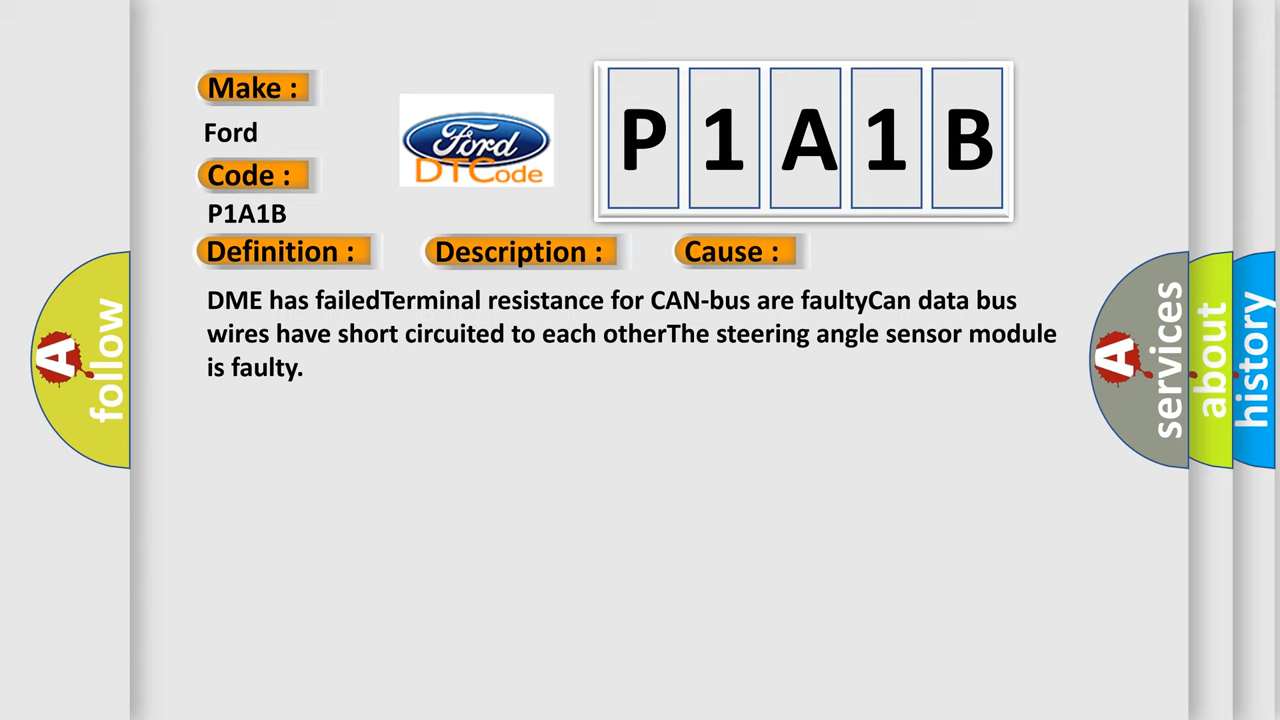 Make :
Ford
Code :
P1A1B
Ford
DTCode
P 1 A 1 B
Definition :
Description :
Cause :
DME has failedTerminal resistance for CAN-bus are faultyCan data bus
wires have short circuited to each otherThe steering angle sensor module
is faulty.
A follow
A services
about
history